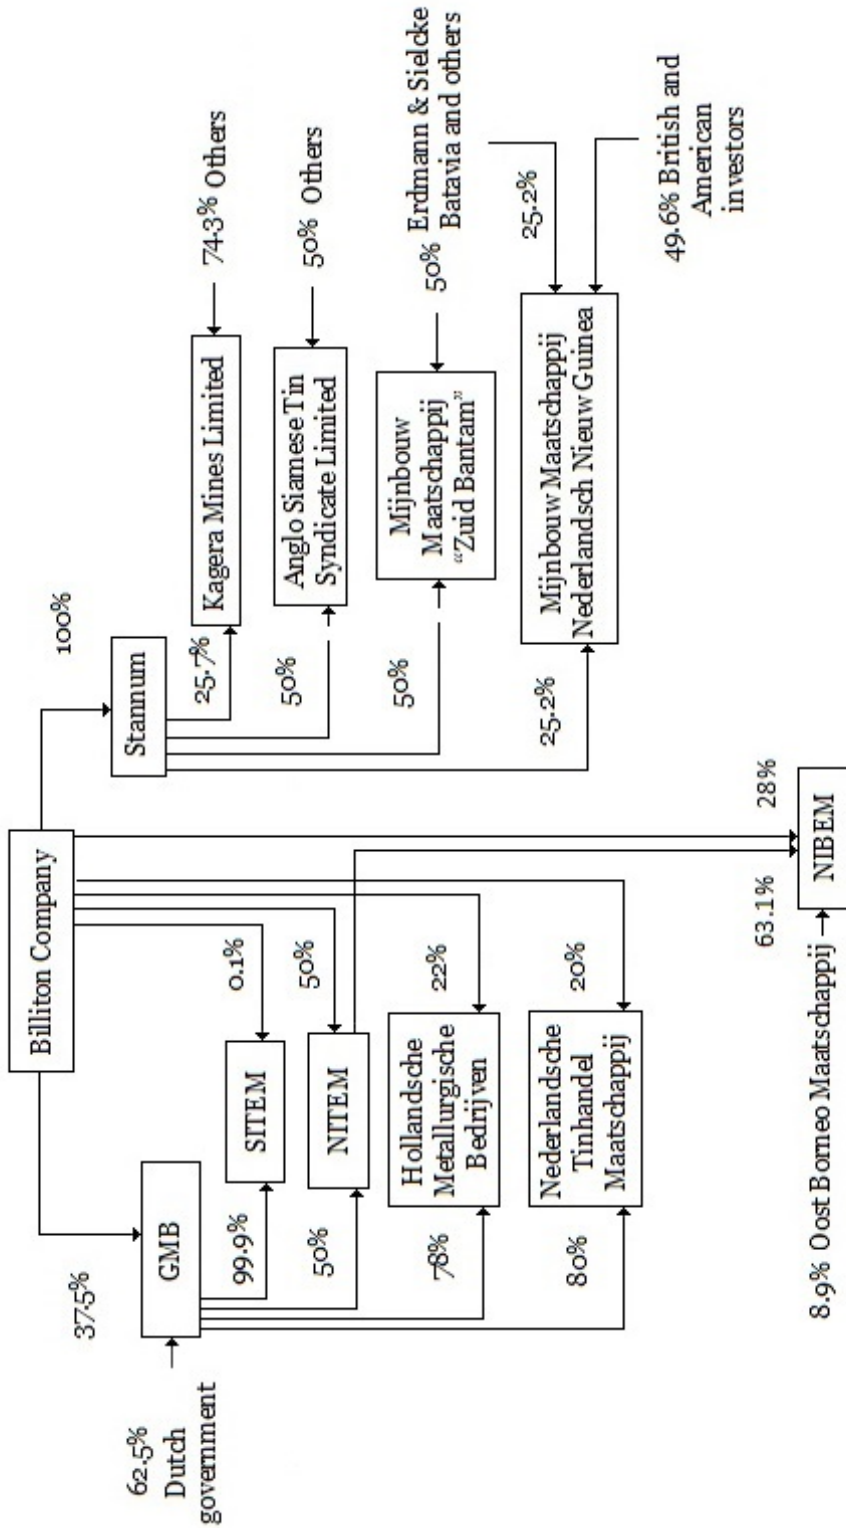 Billiton Company
37.5%
100%
62.5%
Dutch
government
GMB
Stannum
99.9%
SITEM
0.1%
25.7%
Kagera Mines Limited
74.3% Others
50%
NITEM
50%
50%
Anglo Siamese Tin
Syndicate Limited
50% Others
78%
Hollandsche
Metallurgische
Bedrijven
22%
50%
Mijnbouw
Maatschappij
“Zuid Bantam”
50%
Erdmann & Sielcke
Batavia and others
80%
Nederlandsche
Tinhandel
Maatschappij
20%
25.2%
Mijnbouw Maatschappij
Nederlandsch Nieuw Guinea
25.2%
49.6% British and
American
investors
63.1%
28%
8.9% Oost Borneo Maatschappij
NIBEM